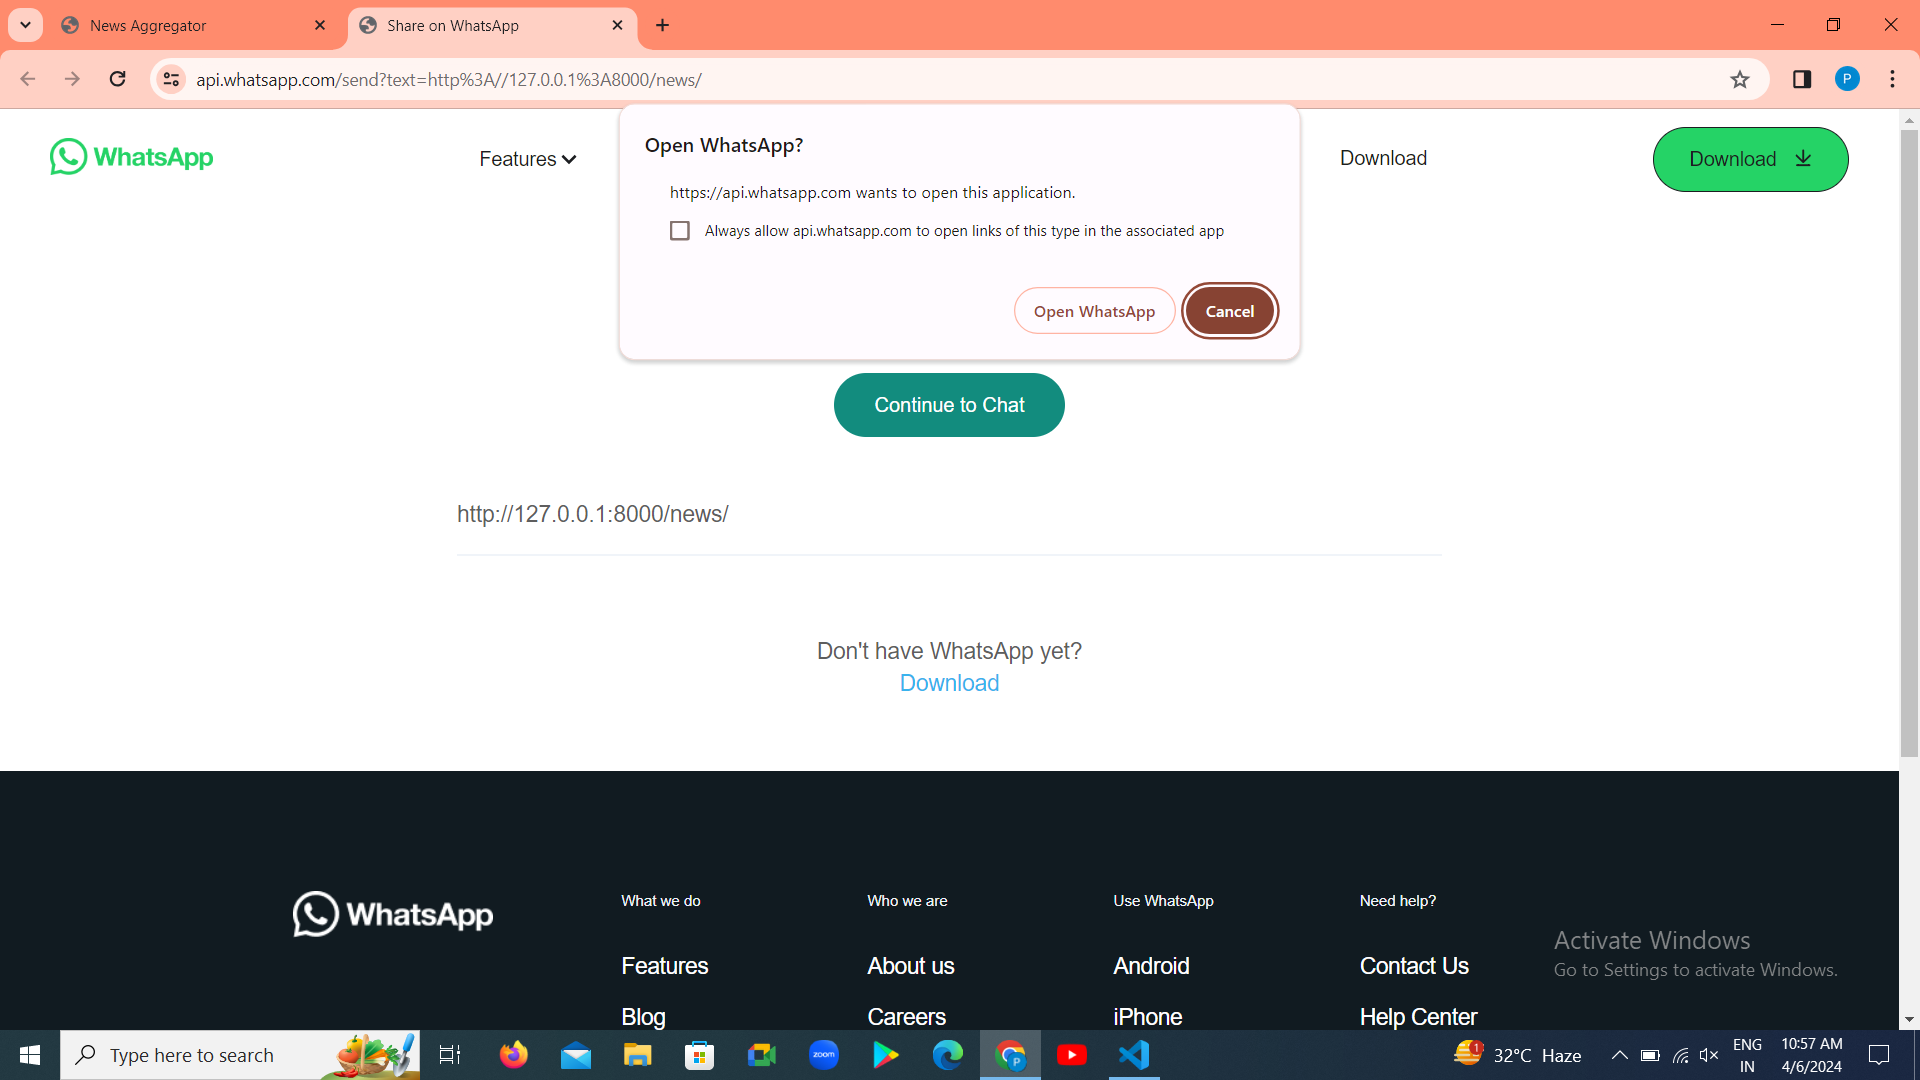 News Aggregator
Share on WhatsApp
api.whatsapp.com/send?text=http%3A//127.0.0.1%3A8000/news/
P
WhatsApp
Features
Download
Download
Open WhatsApp?
https://api.whatsapp.com wants to open this application.
Always allow api.whatsapp.com to open links of this type in the associated app
Open WhatsApp
Cancel
Continue to Chat
http://127.0.0.1:8000/news/
Don't have WhatsApp yet?
Download
WhatsApp
What we do
Who we are
Use WhatsApp
Need help?
Features
About us
Android
Contact Us
Blog
Careers
iPhone
Help Center
Activate Windows
Go to Settings to activate Windows.
Type here to search
zoom
P
1
32°C Haze
ENG
IN
10:57 AM
4/6/2024